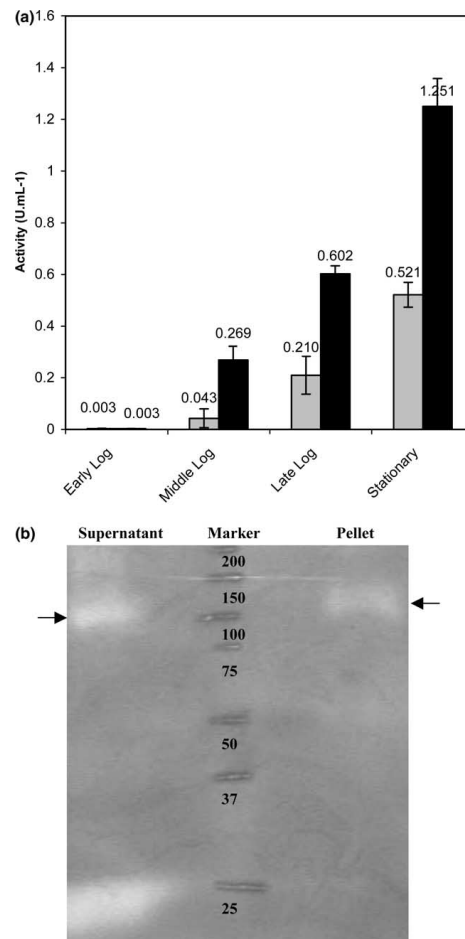 (a)
1.6
1.4
1.2
1
0.8
0.6
0.4
0.2
0
Activity (U.mL-1)
0.003 0.003
0.043
0.269
0.210
0.602
0.521
1.251
Early Log
Middle Log
Late Log
Stationary
(b)
Supernatant Marker Pellet
200
150
100
75
50
37
25